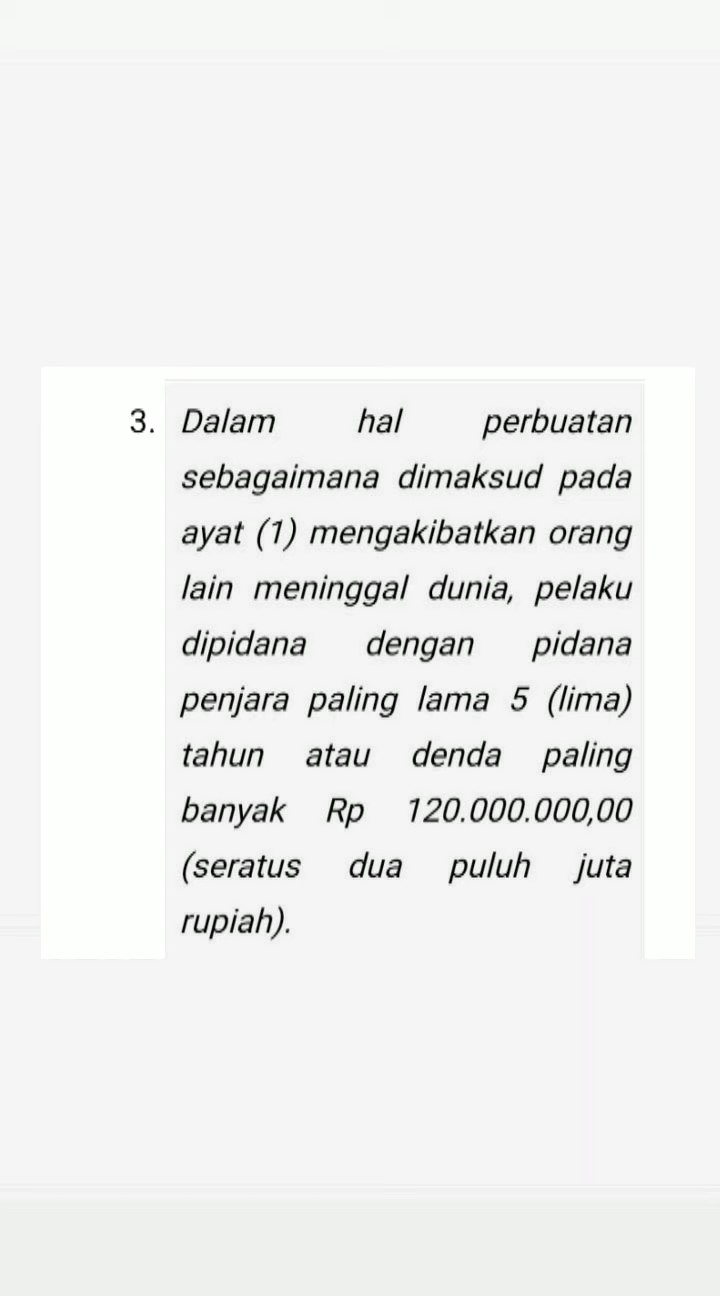 3. Dalam hal perbuatan
sebagaimana dimaksud pada
ayat (1) mengakibatkan orang
lain meninggal dunia, pelaku
dipidana dengan pidana
penjara paling lama 5 (lima)
tahun atau denda paling
banyak Rp 120.000.000,00
(seratus dua puluh juta
rupiah).